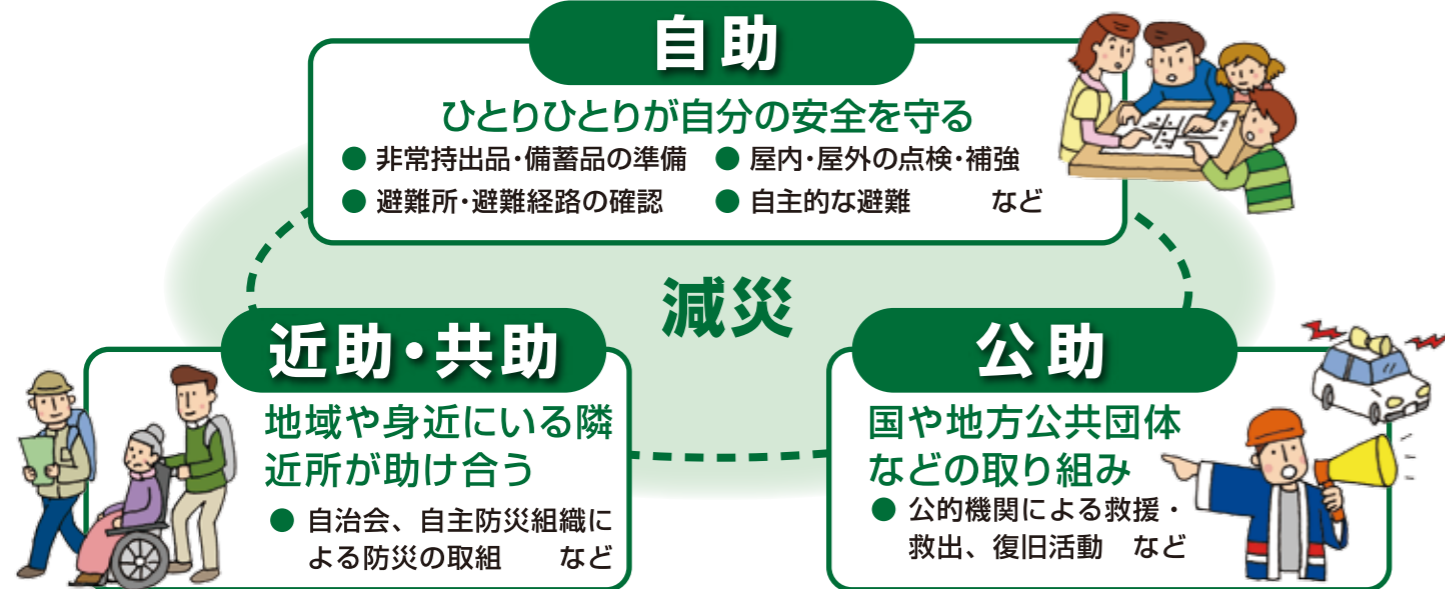 自助
ひとりひとりが自分の安全を守る
● 非常持出品・備蓄品の準備 ● 屋内・屋外の点検・補強
● 避難所・避難経路の確認 ● 自主的な避難 など
減災
近助・共助
地域や身近にいる隣
近所が助け合う
● 自治会、自主防災組織に
よる防災の取組 など
公助
国や地方公共団体
などの取り組み
● 公的機関による救援・
救出、復旧活動 など